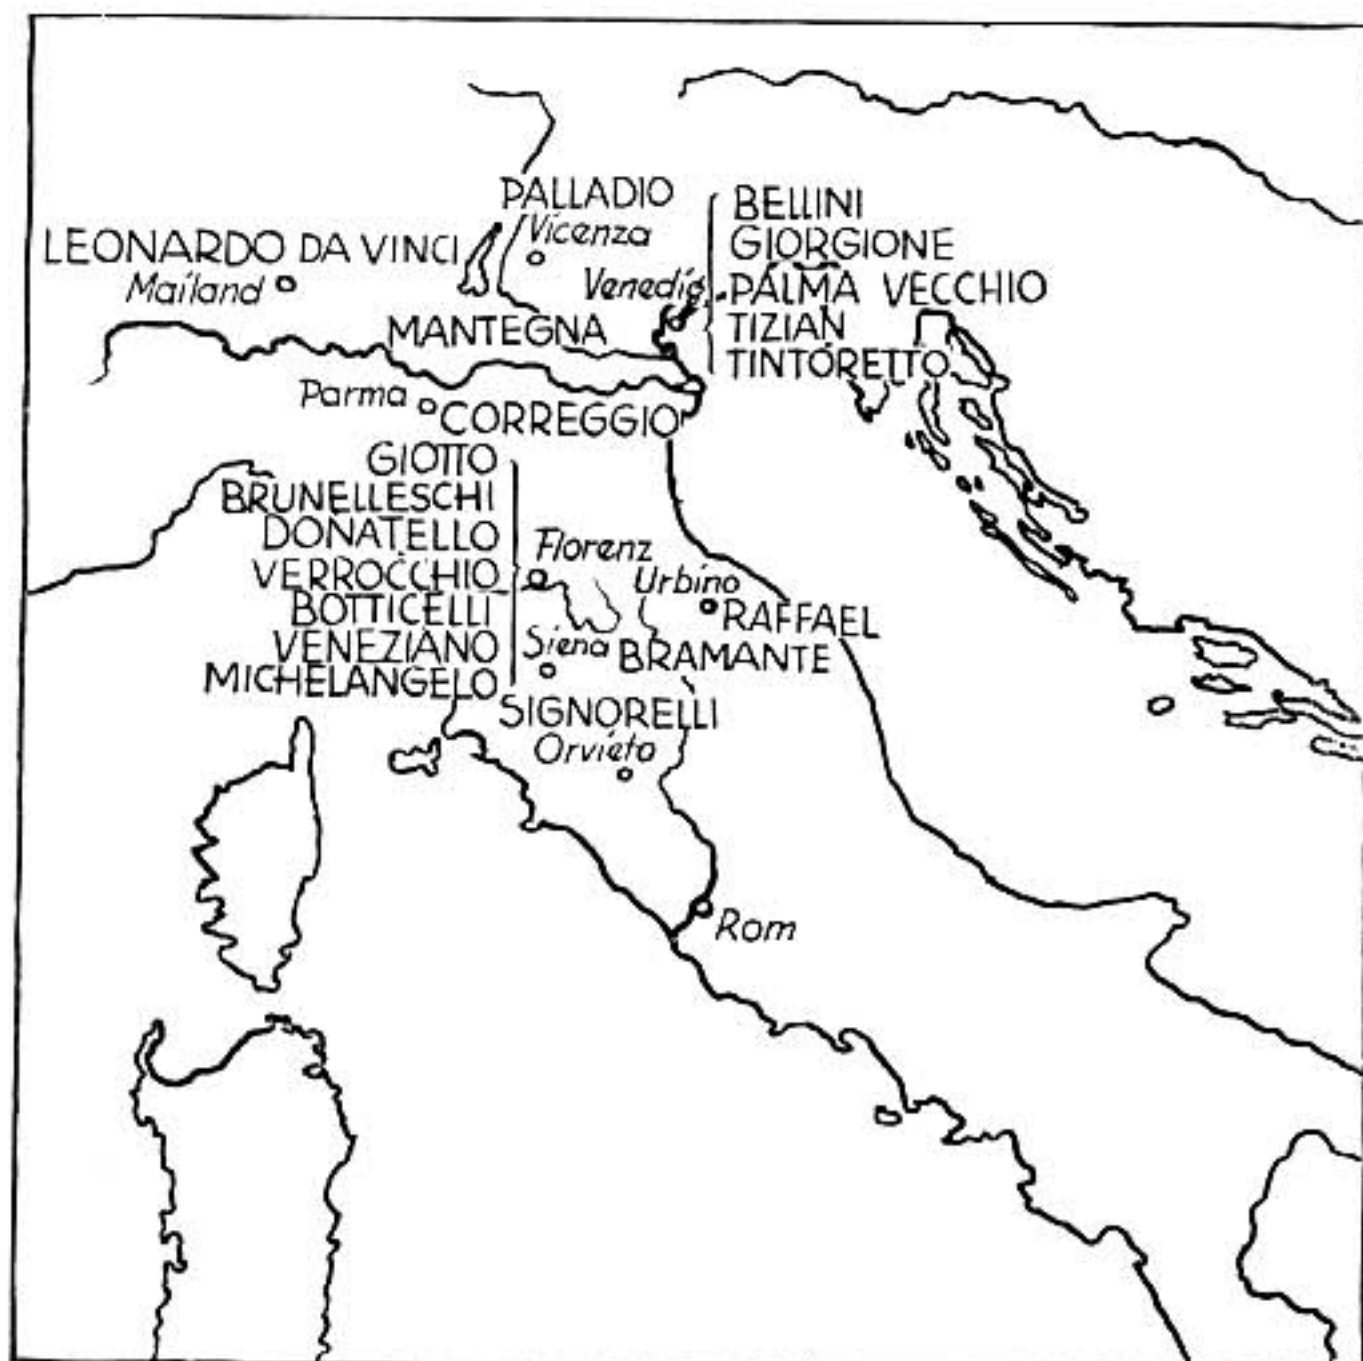 PALLADIO
Vicenza
LEONARDO DA VINCI
Mailand
BELLINI
GIORGIONE
Venedig
PALMA VECCHIO
TIZIAN
TINTORETTO
MANTEGNA
Parma
CORREGGIO
GIOTTO
BRUNELLESCHI
DONATELLO
VERROCCHIO
BOTTICELLI
VENEZIANO
MICHELANGELO
Florenz
Urbino
RAFFAEL
Siena
BRAMANTE
SIGNORELLI
Orvieto
Rom